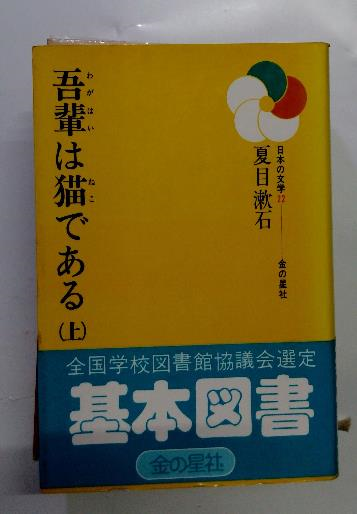 日本の文学12 金の星社
夏目漱石
わがはい ねこ
吾輩は猫である(上)
全国学校図書館協議会選定
基本図書
金の星社